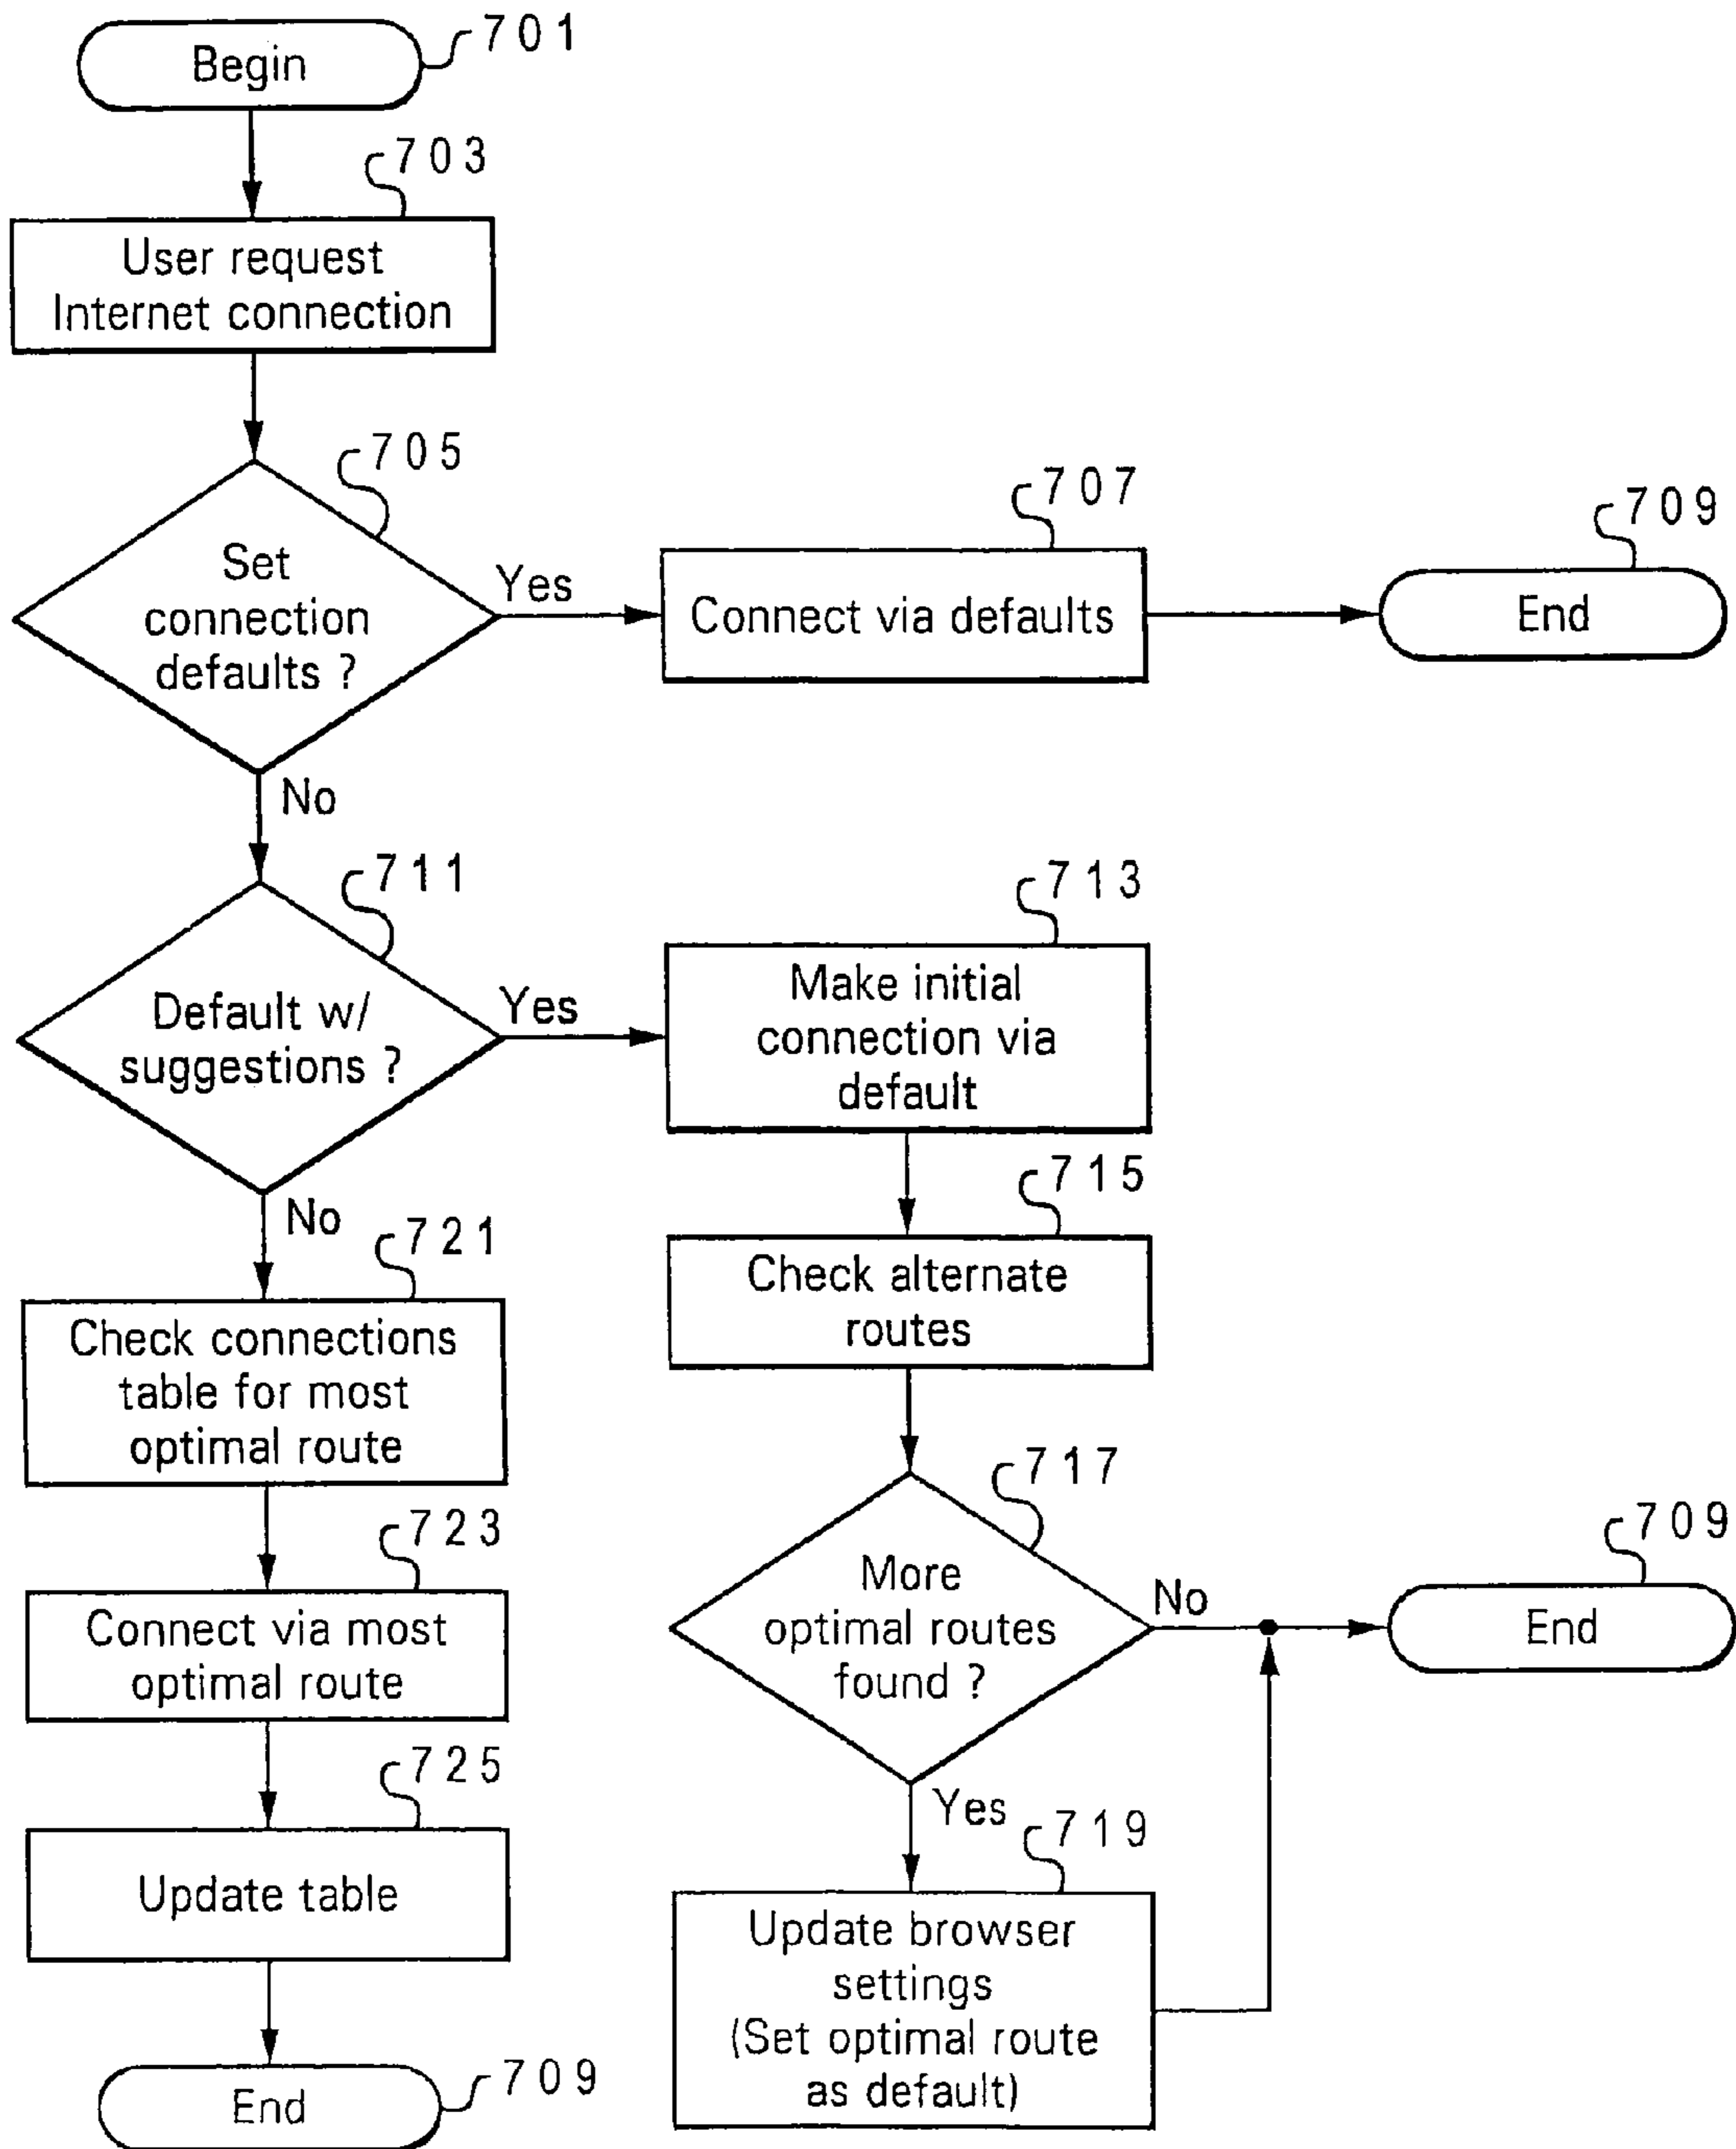 701
Begin
703
User request
Internet connection
705
Set
connection
defaults ?
Yes
707
Connect via defaults
709
End
No
711
Default w/
suggestions ?
Yes
713
Make initial
connection via
default
715
Check alternate
routes
No
721
Check connections
table for most
optimal route
717
More
optimal routes
found ?
No
709
End
723
Connect via most
optimal route
Yes
725
Update table
719
Update browser
settings
(Set optimal route
as default)
709
End